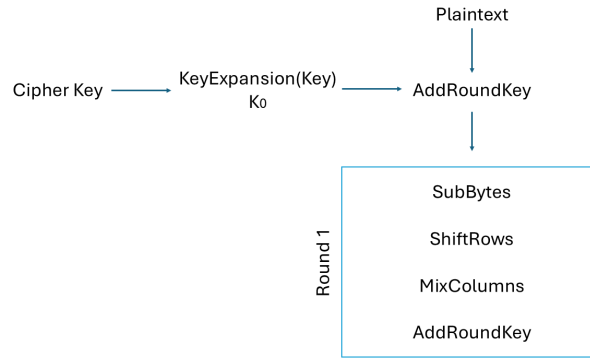 Plaintext
Cipher Key
KeyExpansion(Key)
K0
AddRoundKey
Round 1
SubBytes
ShiftRows
MixColumns
AddRoundKey